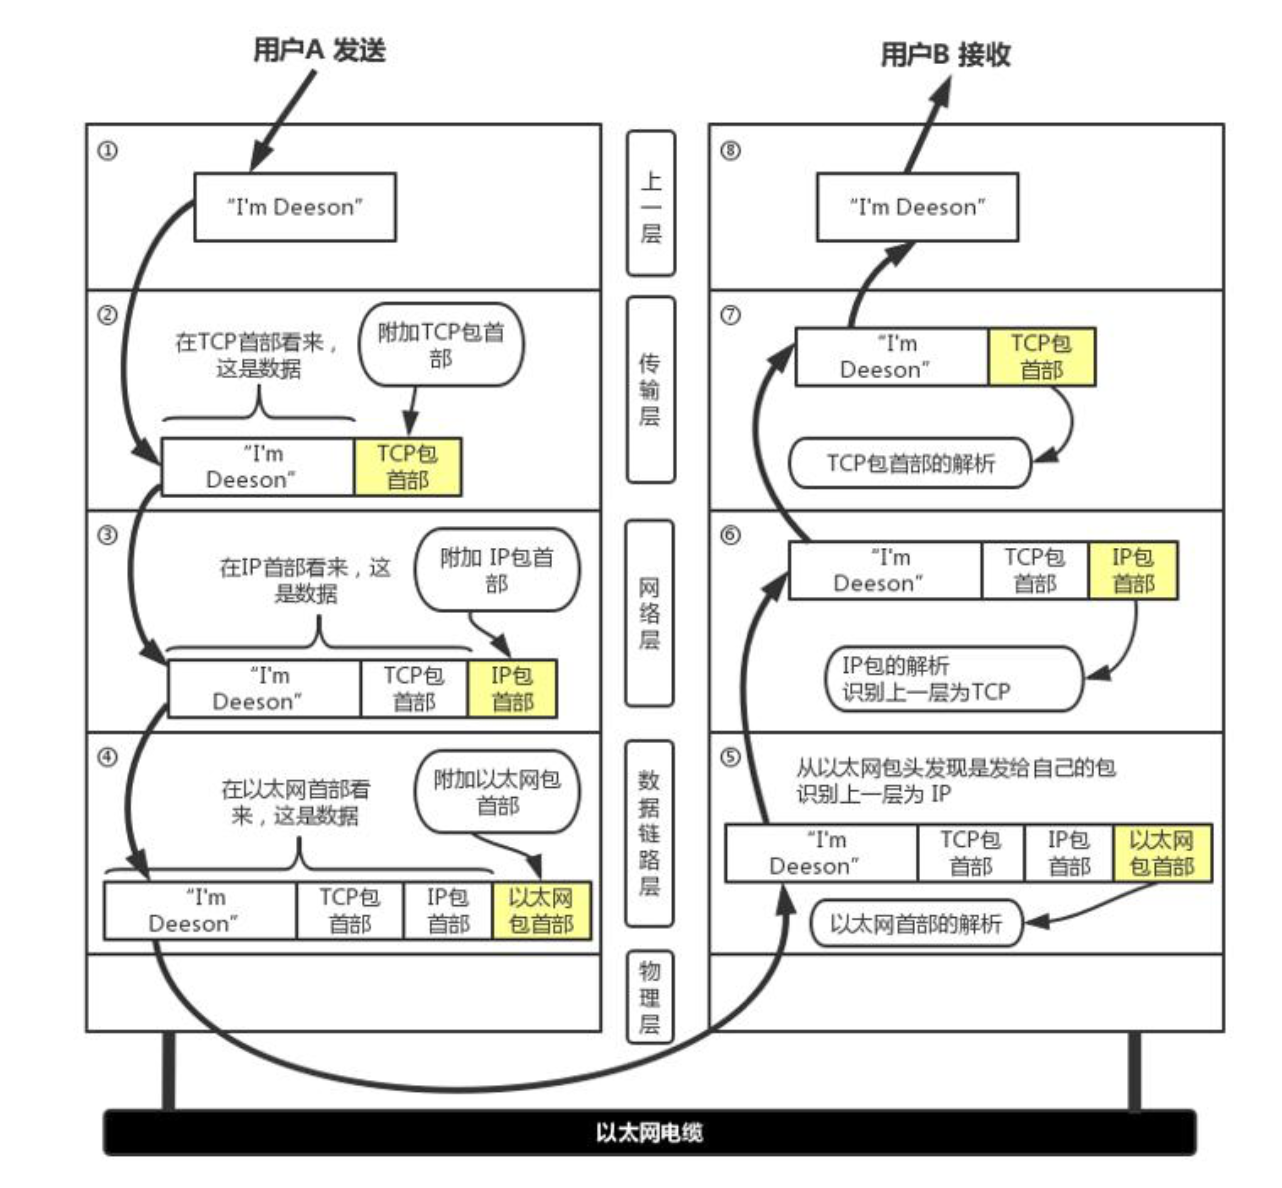 用户A 发送
用户B 接收
①
“I'm Deeson”
上
一
层
⑧
“I'm Deeson”
②
在TCP首部看来，
这是数据
附加TCP包首
部
“I'm
Deeson”
TCP包
首部
传
输
层
⑦
“I'm
Deeson”
TCP包
首部
TCP包首部的解析
③
在IP首部看来，这
是数据
附加 IP包首
部
“I'm
Deeson”
TCP包
首部
IP包
首部
网
络
层
⑥
“I'm
Deeson”
TCP包
首部
IP包
首部
IP包的解析
识别上一层为TCP
④
在以太网首部看
来，这是数据
附加以太网包
首部
“I'm
Deeson”
TCP包
首部
IP包
首部
以太网
包首部
数
据
链
路
层
⑤
从以太网包头发现是发给自己的包
识别上一层为 IP
“I'm
Deeson”
TCP包
首部
IP包
首部
以太网
包首部
以太网首部的解析
物
理
层
以太网电缆